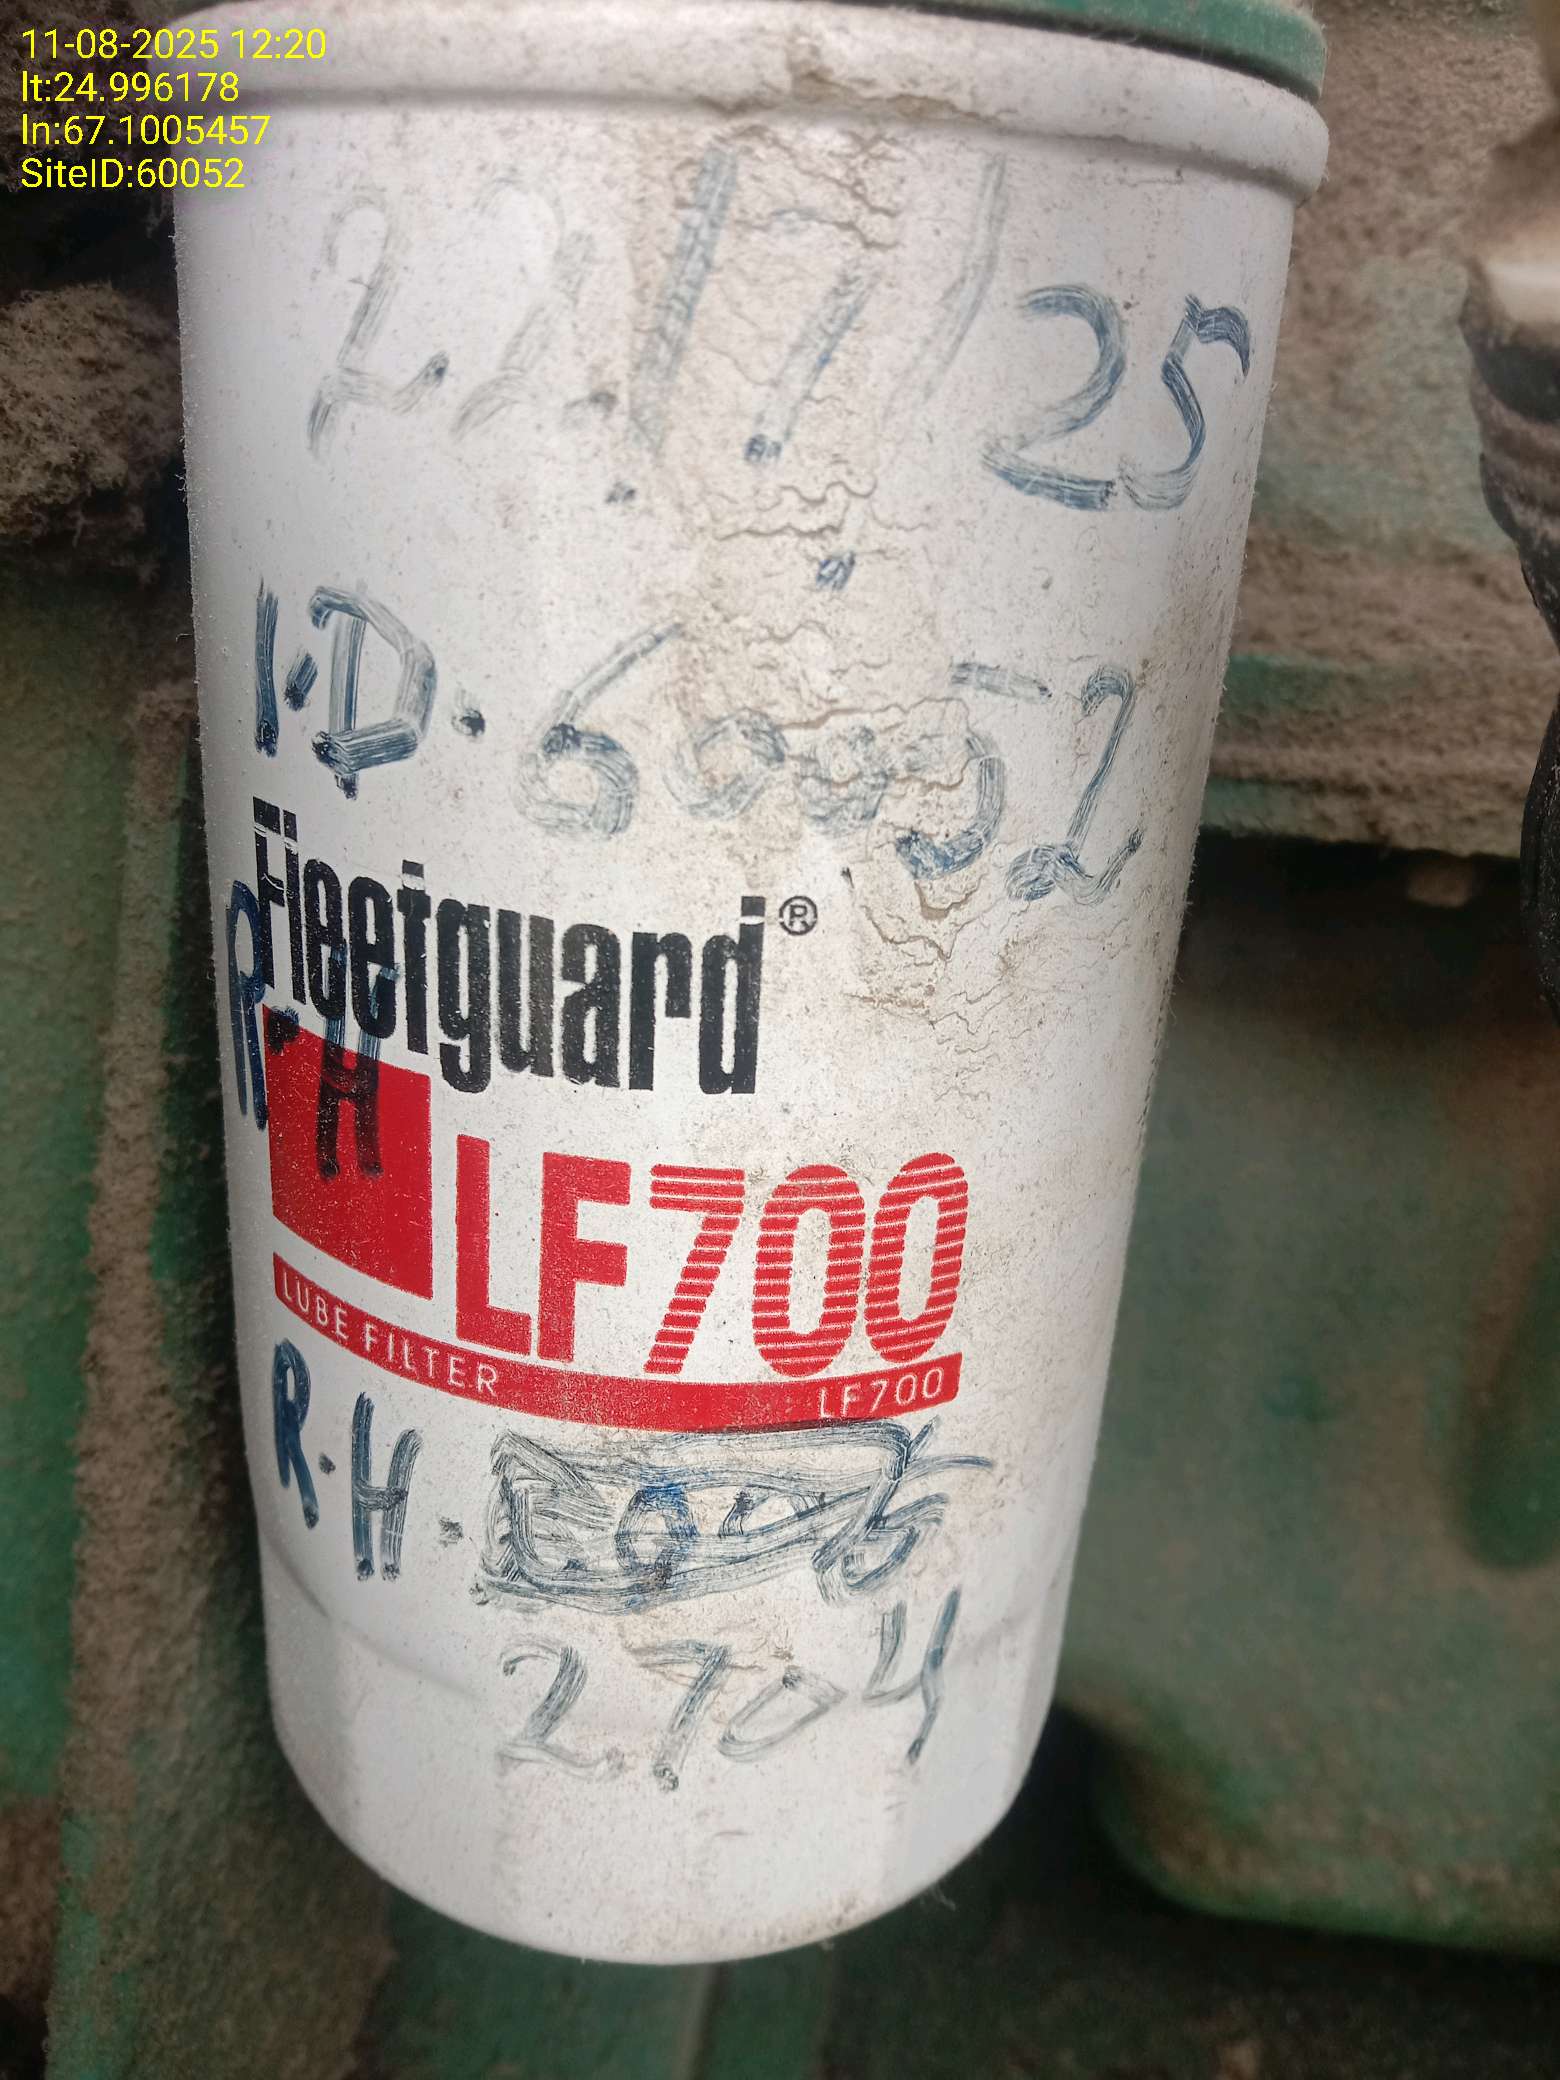 11-08-2025 12:20
lt:24.996178
ln:67.1005457
SiteID:60052
22/7/25
I.D.60052
Fleetguard®
R.H
LF700
LUBE FILTER LF700
R.H.
2704